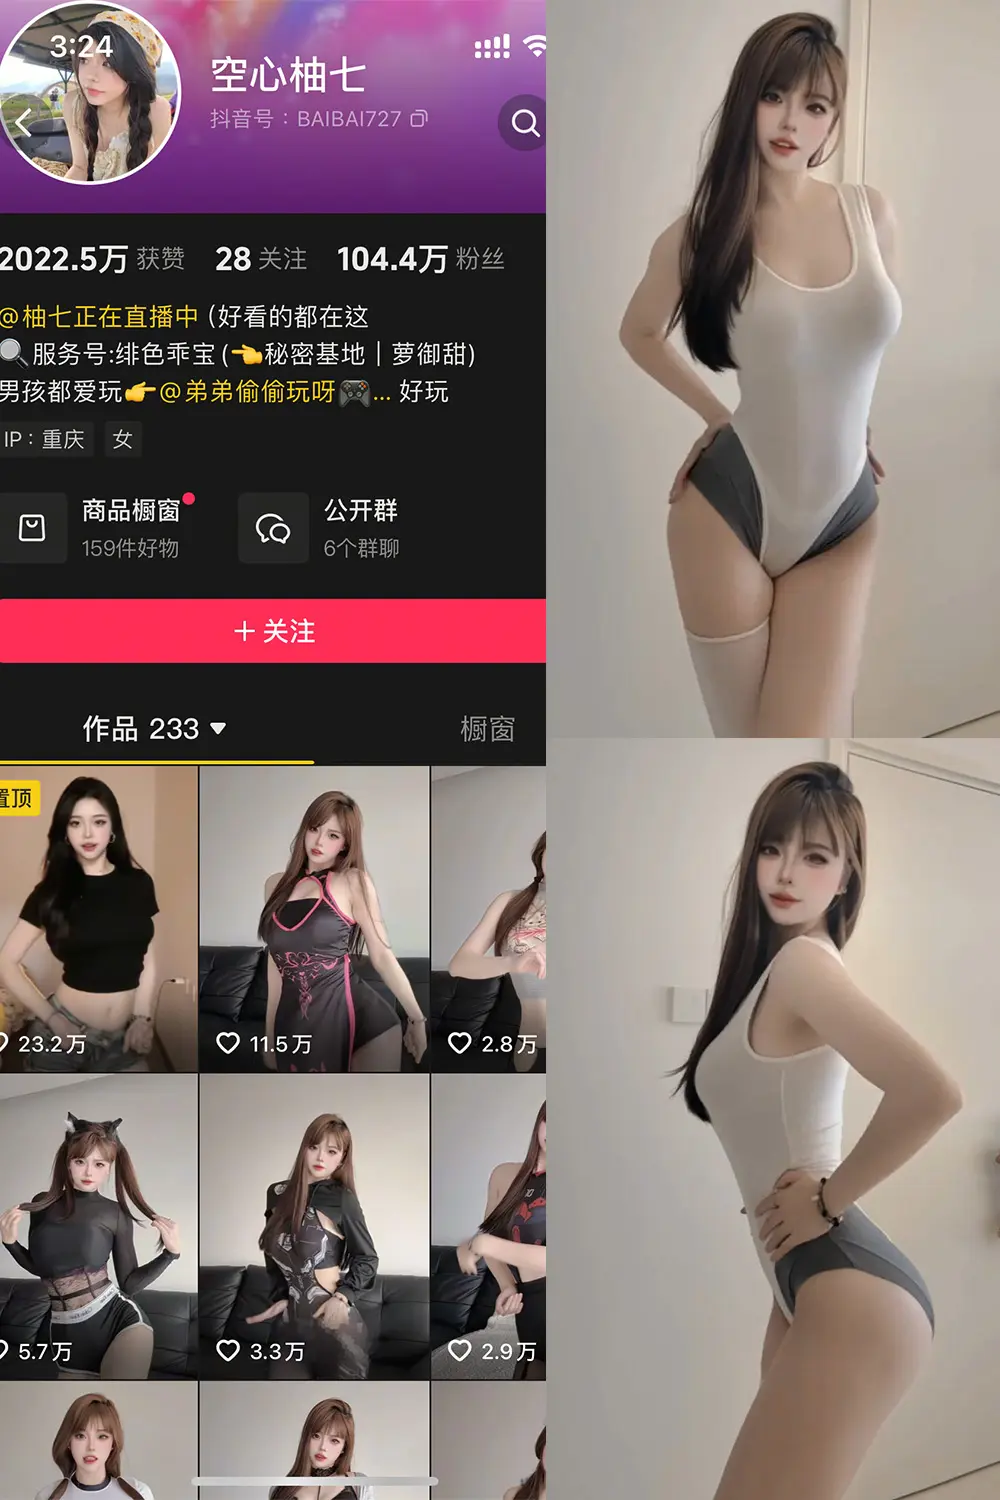 3:24
空心柚七
抖音号：BAIBAI727
2022.5万 获赞 28 关注 104.4万 粉丝
@柚七正在直播中 (好看的都在这
🔍服务号:绯色乖宝(👈秘密基地｜萝御甜)
男孩都爱玩👉@弟弟偷偷玩呀🎮... 好玩
IP：重庆 女
商品橱窗 公开群
159件好物 6个群聊
＋关注
作品 233 橱窗
置顶
23.2万 11.5万 2.8万
5.7万 3.3万 2.9万